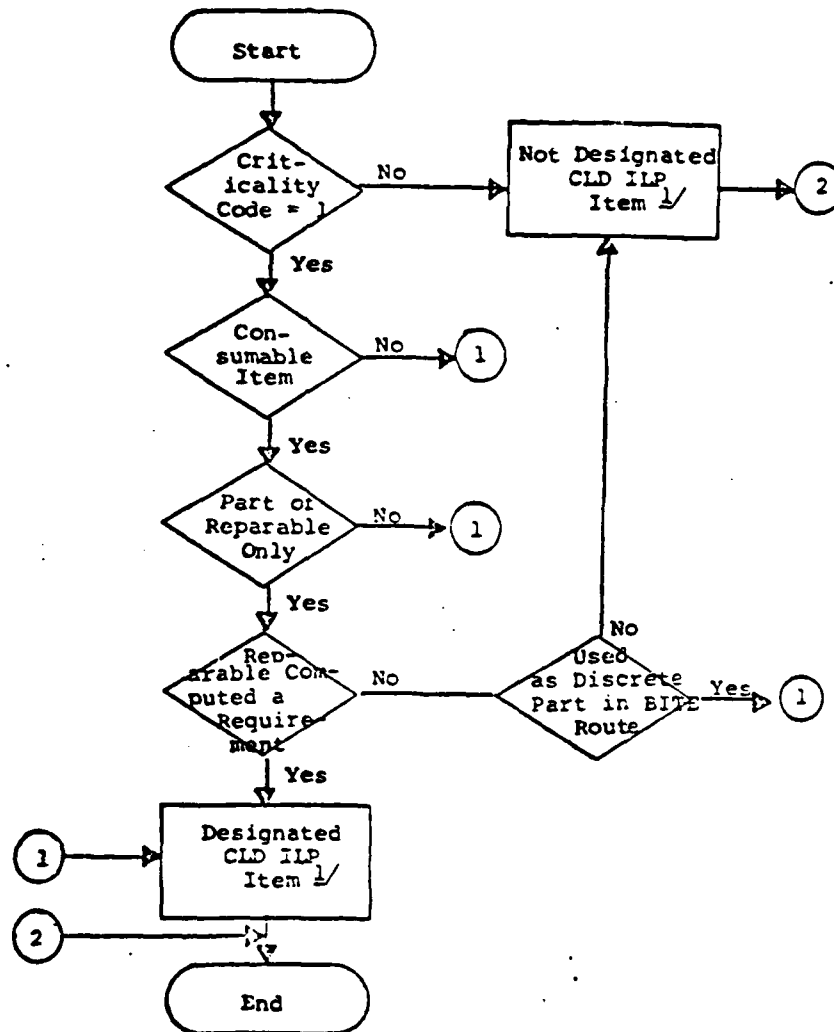 Start
Crit-
icality
Code = 1
No
Not Designated
CLD ILP
Item 1/
2
Yes
Con-
sumable
Item
No
1
Yes
Part of
Reparable
Only
No
1
Yes
Rep-
arable Com-
puted a
Require-
ment
No
No
Used
as Discrete
Part in BITE
Route
Yes
1
Yes
1
Designated
CLD ILP
Item 1/
2
End